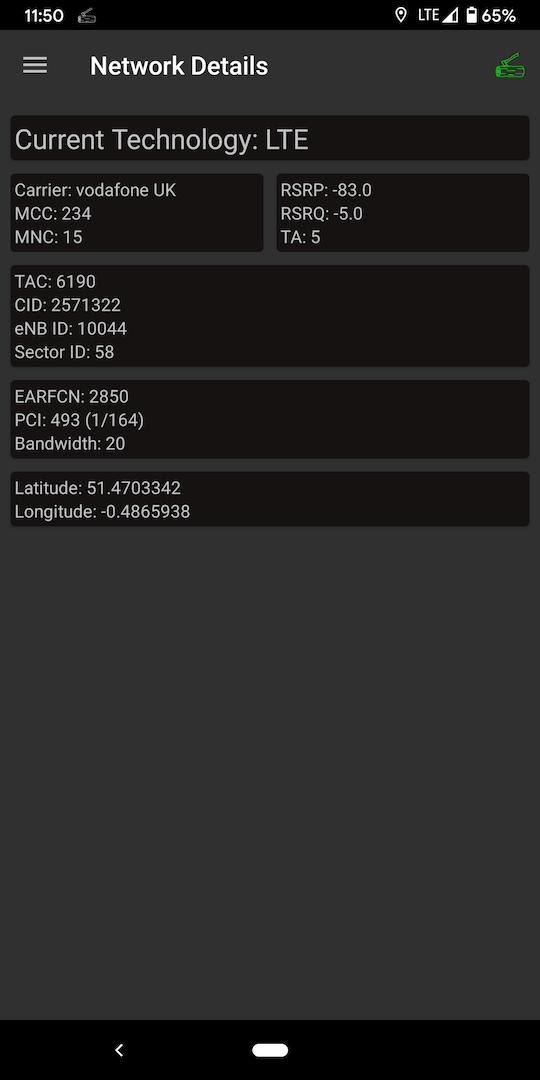 11:50
LTE 65%
Network Details
Current Technology: LTE
Carrier: vodafone UK
MCC: 234
MNC: 15
RSRP: -83.0
RSRQ: -5.0
TA: 5
TAC: 6190
CID: 2571322
eNB ID: 10044
Sector ID: 58
EARFCN: 2850
PCI: 493 (1/164)
Bandwidth: 20
Latitude: 51.4703342
Longitude: -0.4865938